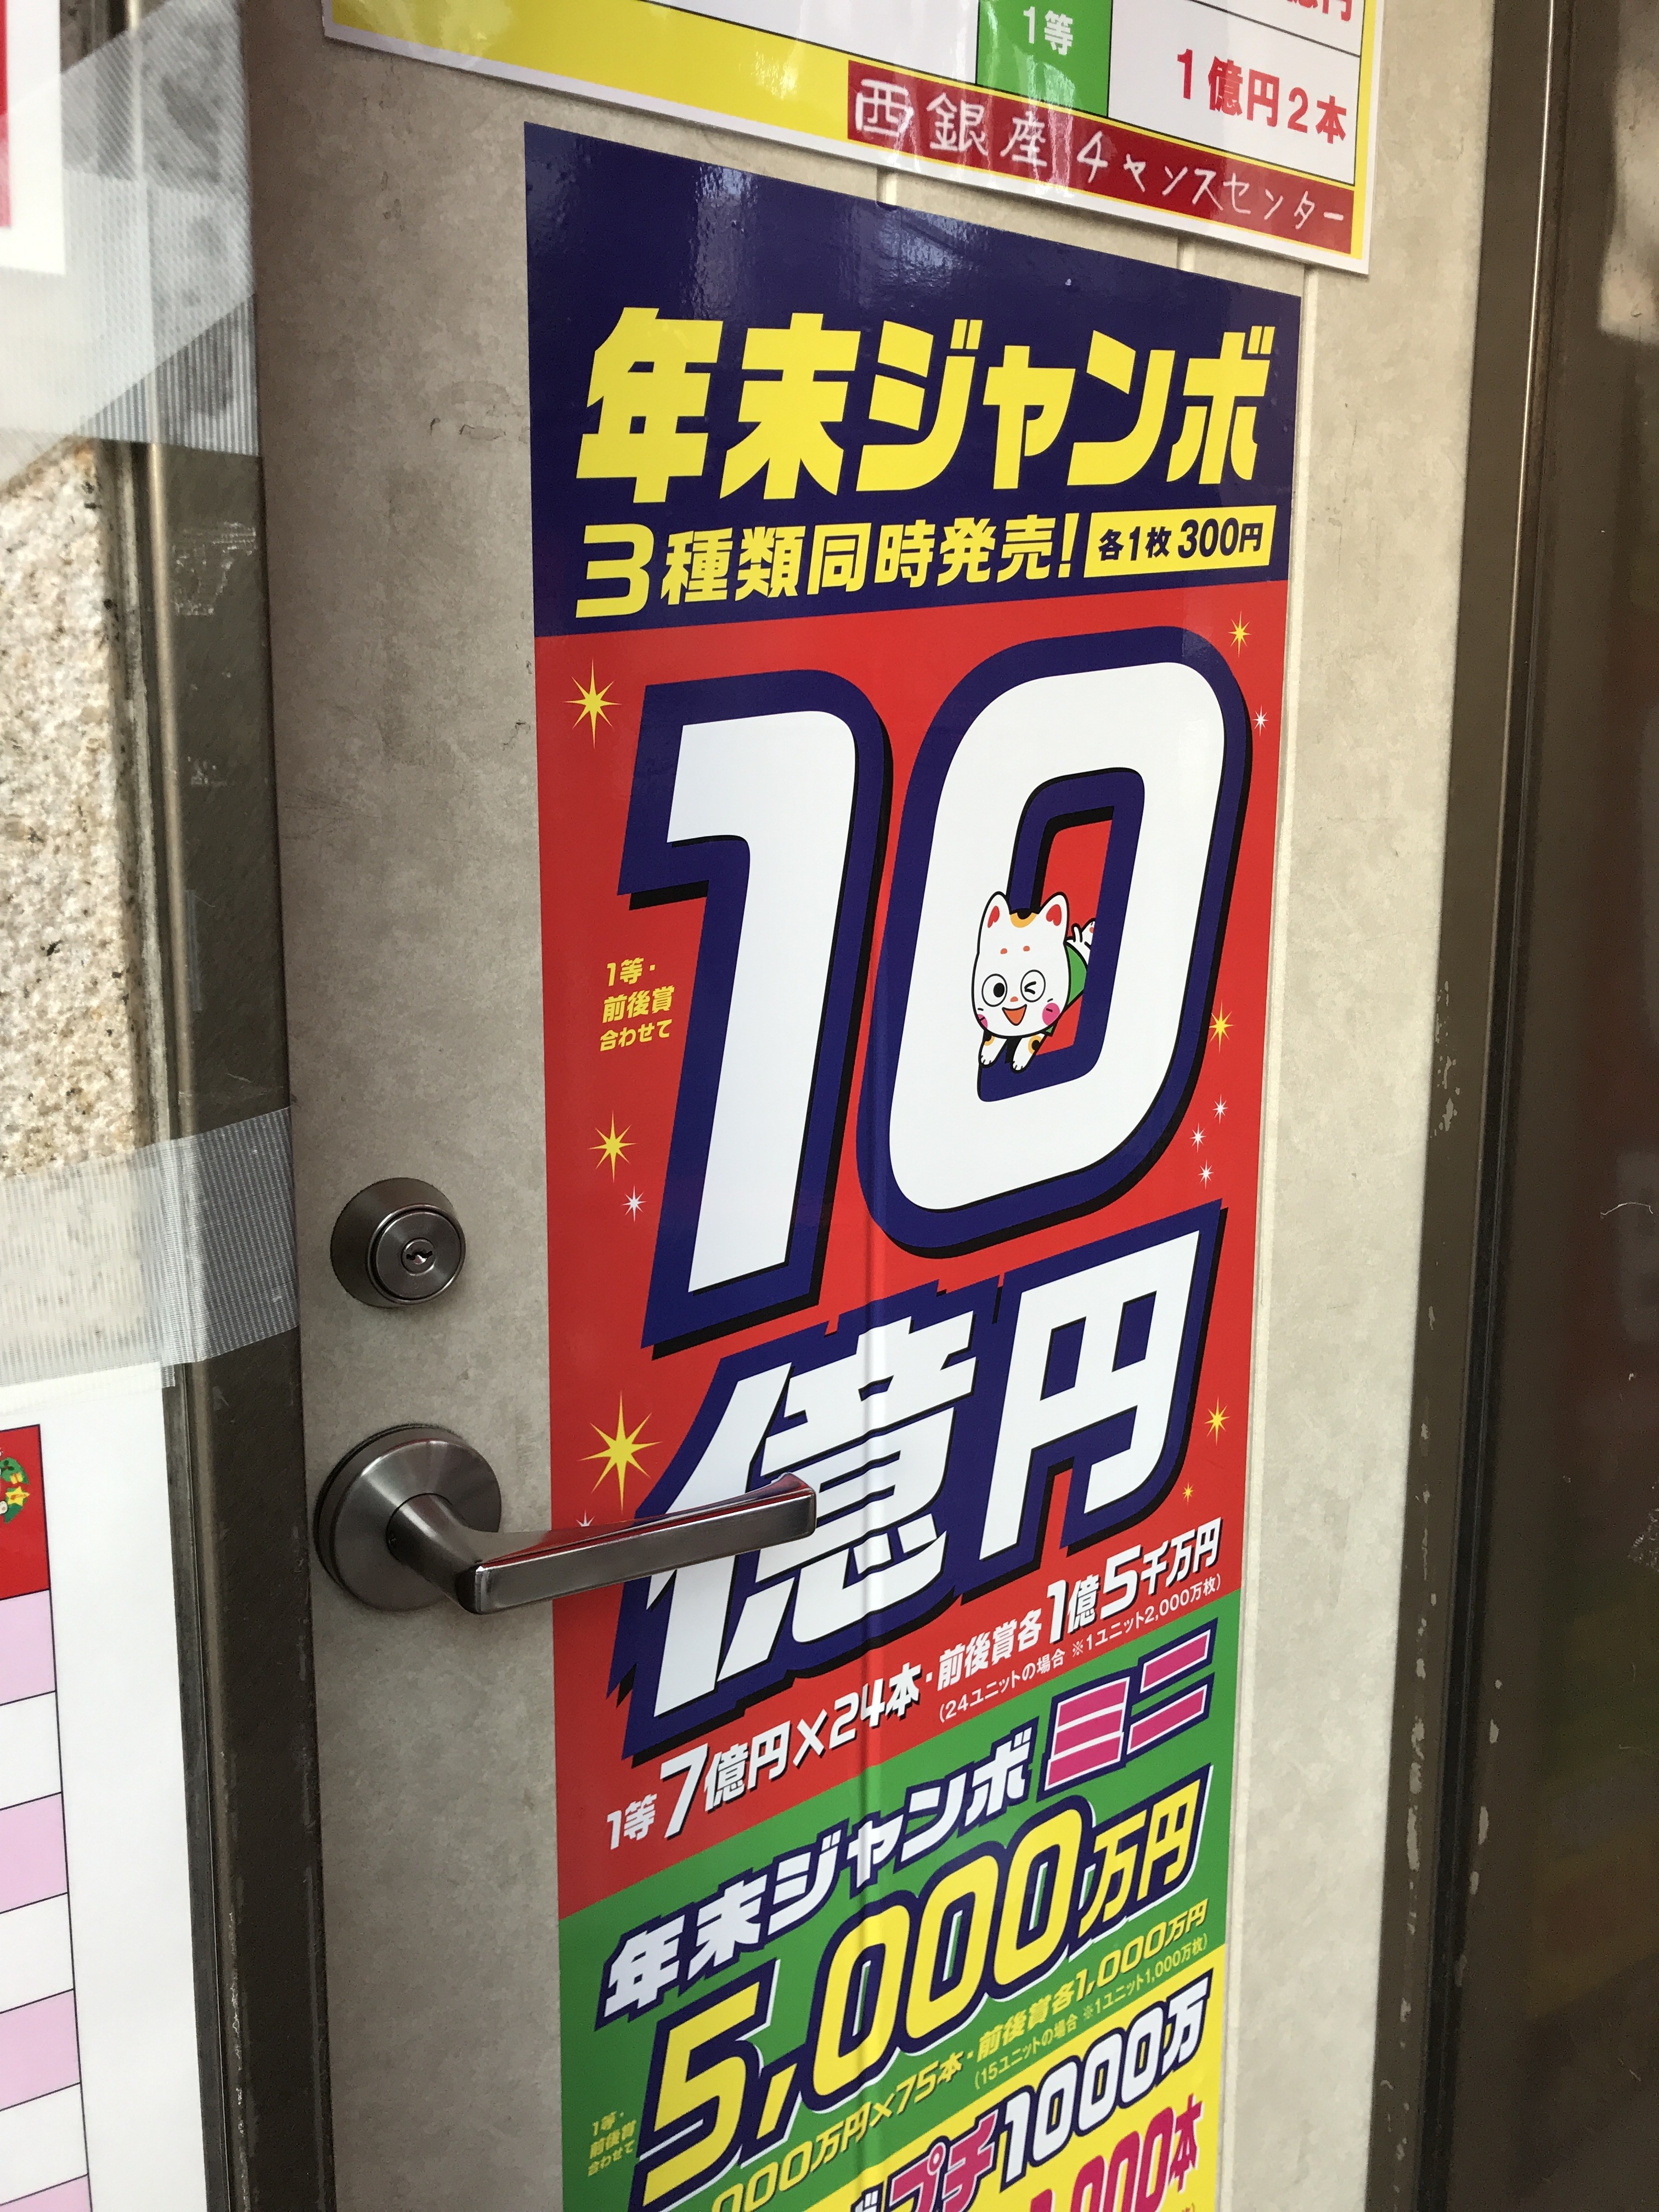 1等
1億円2本
西銀座チャンスセンター
年末ジャンボ
3種類同時発売!
各1枚300円
1等・
前後賞
合わせて
10
億円
1等7億円×24本・前後賞各1億5千万円
(24ユニットの場合 ※1ユニット2,000万枚)
年末ジャンボミニ
1等・
前後賞
合わせて
5,000万円
000万円×75本・前後賞各1,000万円
(15ユニットの場合 ※1ユニット1,000万枚)
プチ1000万
000本